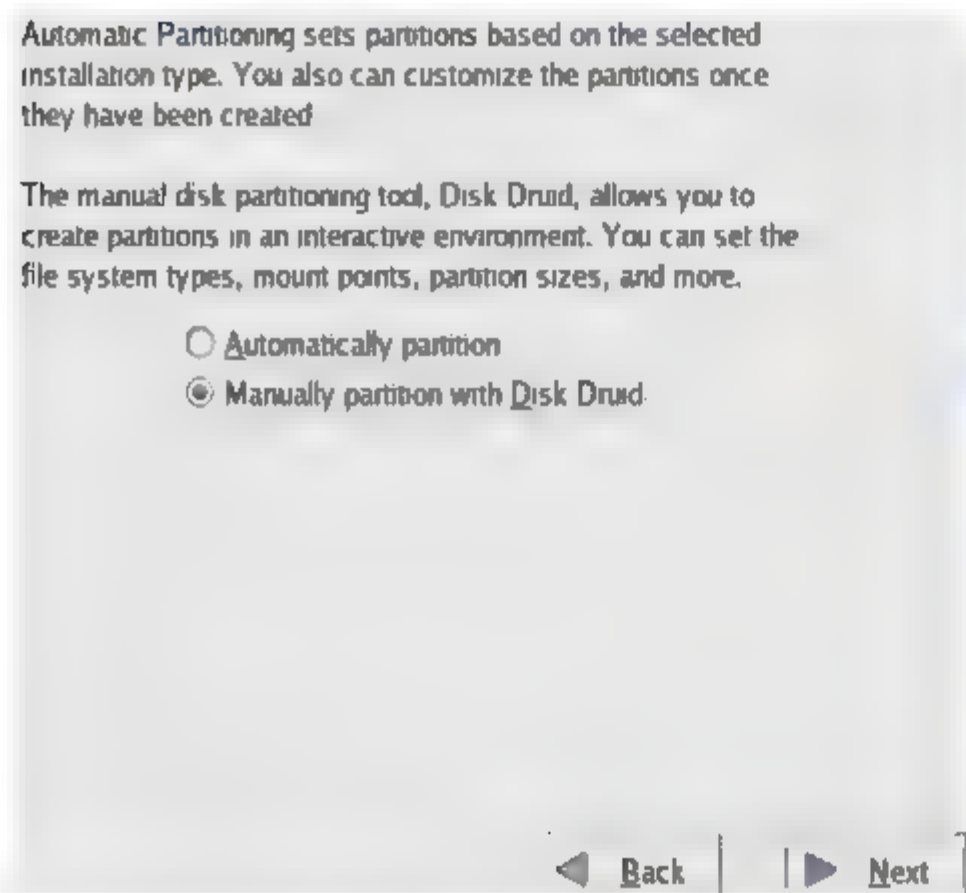 Automatic Partitioning sets partitions based on the selected
installation type. You also can customize the partitions once
they have been created
The manual disk partitioning tool, Disk Druid, allows you to
create partitions in an interactive environment. You can set the
file system types, mount points, partition sizes, and more.
Automatically partition
Manually partition with Disk Druid
Back
Next